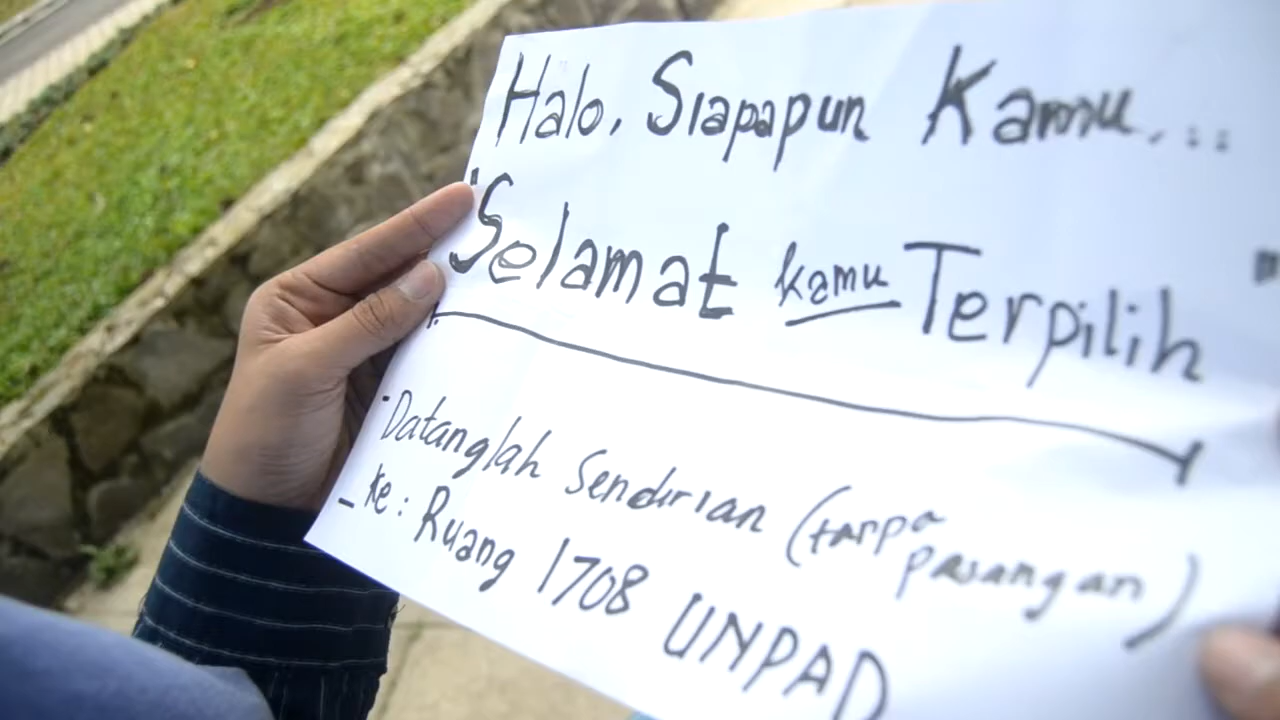 Halo, Siapapun Kamu...
Selamat kamu Terpilih
- Datanglah Sendirian (tanpa pasangan)
- Ke : Ruang 1708 UNPAD